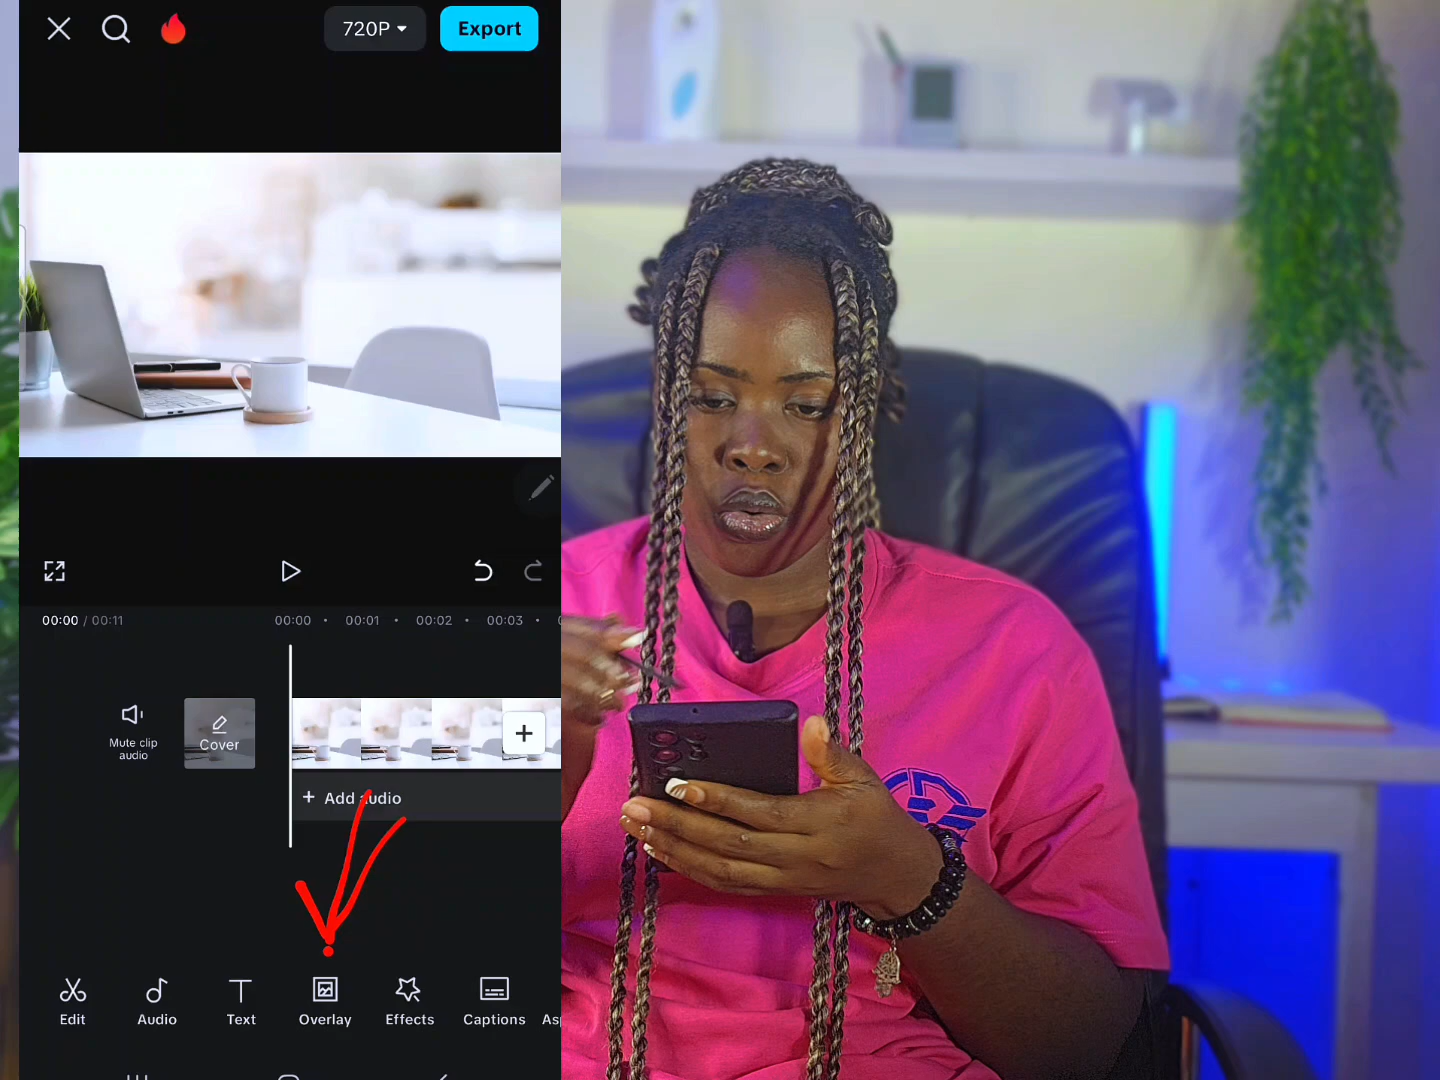 720P Export
00:00 / 00:11 00:00 00:01 00:02 00:03
Mute clip
audio
Cover
+ Add audio
Edit Audio Text Overlay Effects Captions